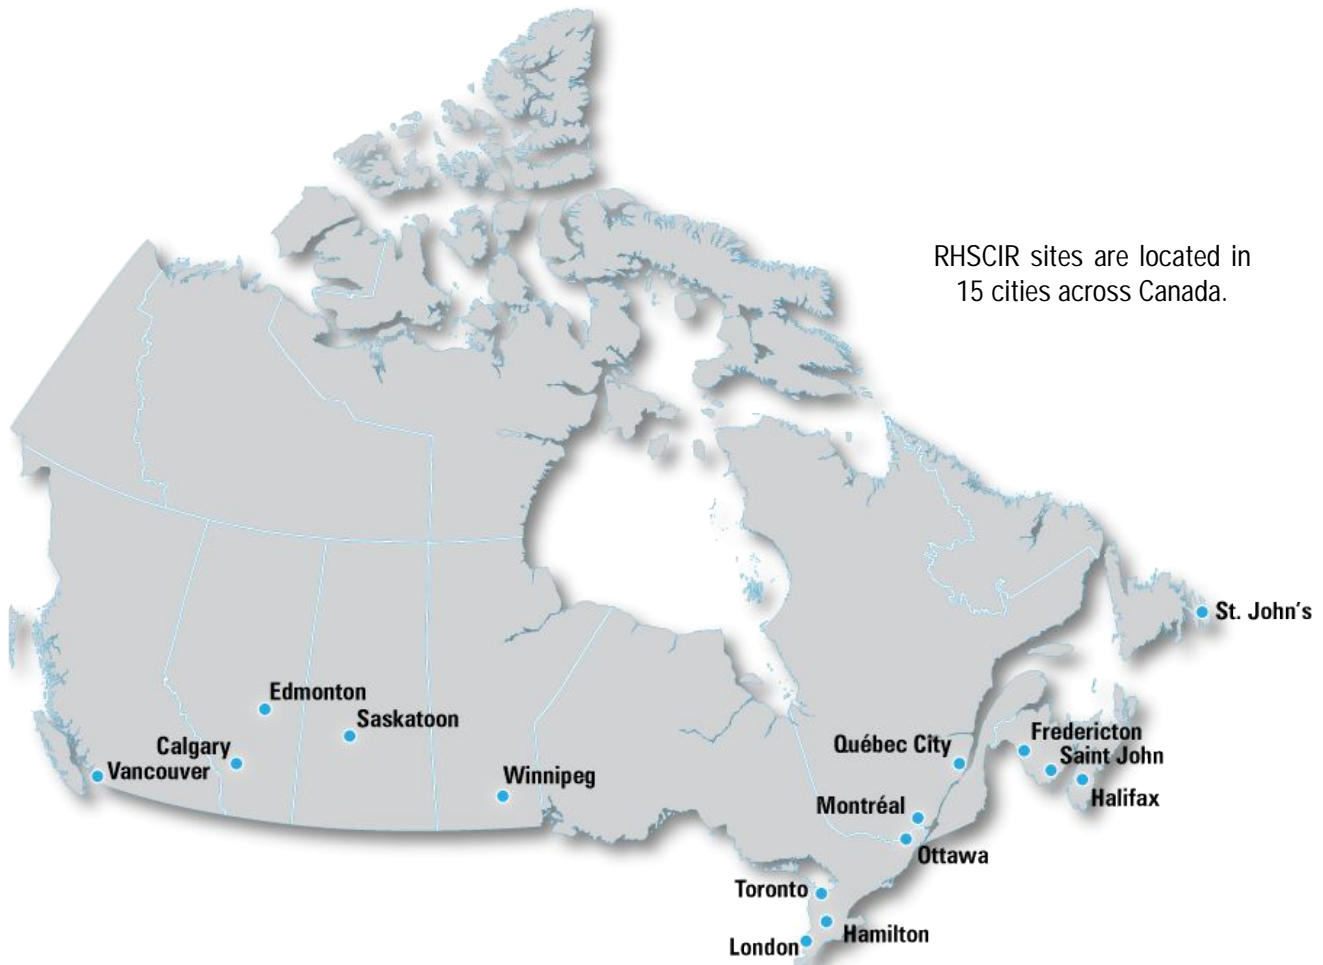 RHSCIR sites are located in
15 cities across Canada.
St. John's
Edmonton
Saskatoon
Calgary
Vancouver
Winnipeg
Québec City
Fredericton
Saint John
Halifax
Montréal
Ottawa
Toronto
Hamilton
London